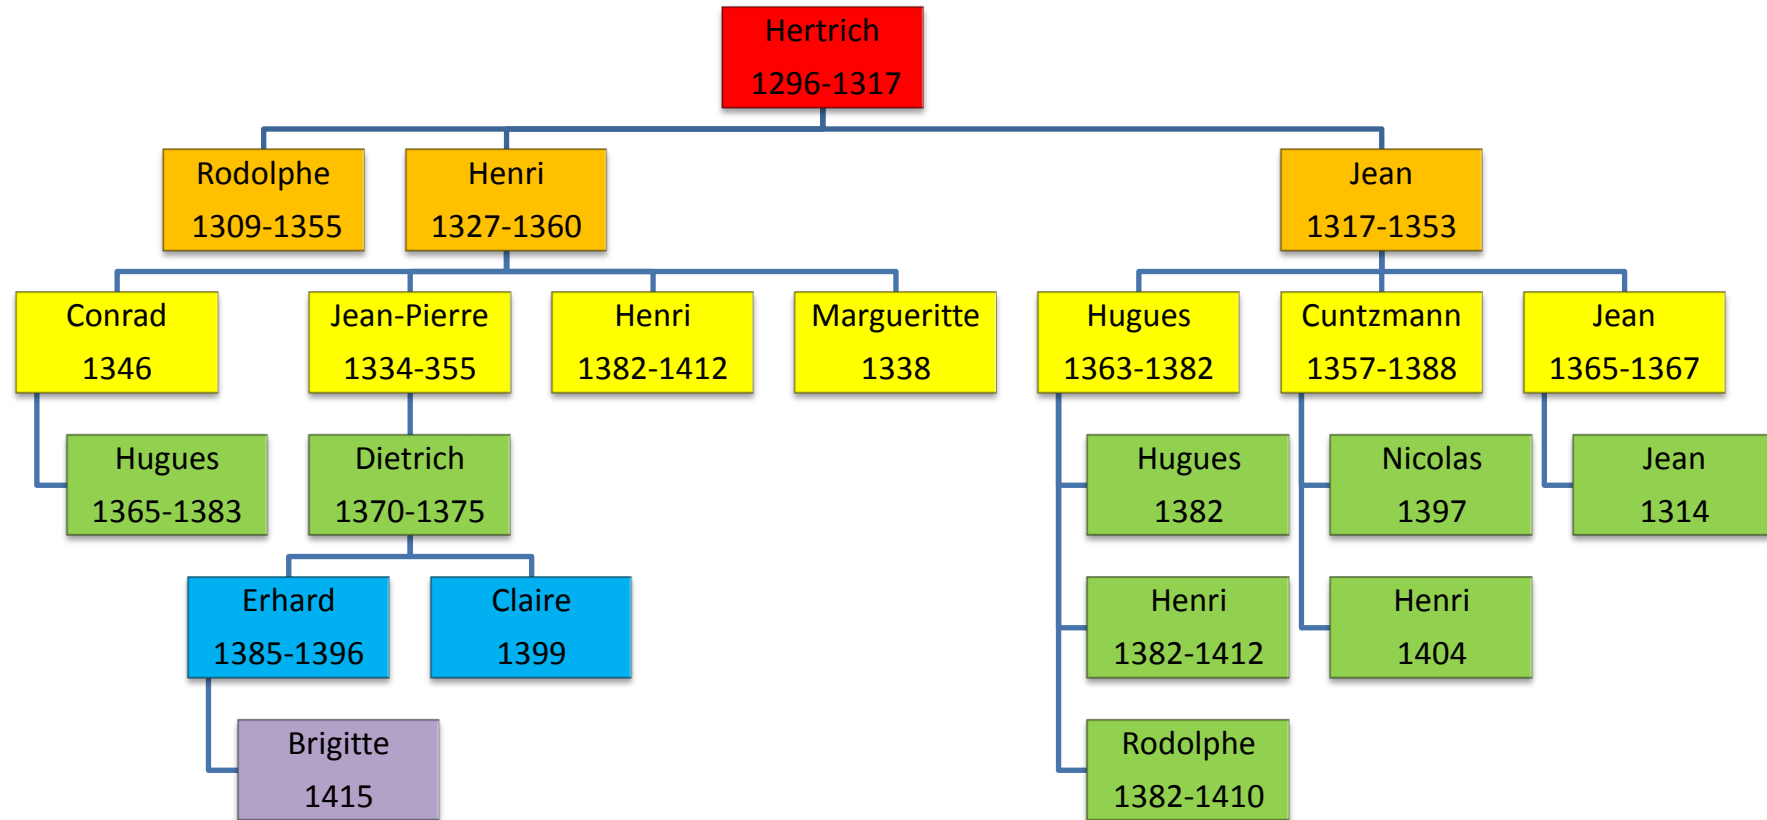 Hertrich
1296-1317
Rodolphe
1309-1355
Henri
1327-1360
Jean
1317-1353
Conrad
1346
Jean-Pierre
1334-355
Henri
1382-1412
Margueritte
1338
Hugues
1363-1382
Cuntzmann
1357-1388
Jean
1365-1367
Hugues
1365-1383
Dietrich
1370-1375
Hugues
1382
Nicolas
1397
Jean
1314
Erhard
1385-1396
Claire
1399
Henri
1382-1412
Henri
1404
Brigitte
1415
Rodolphe
1382-1410